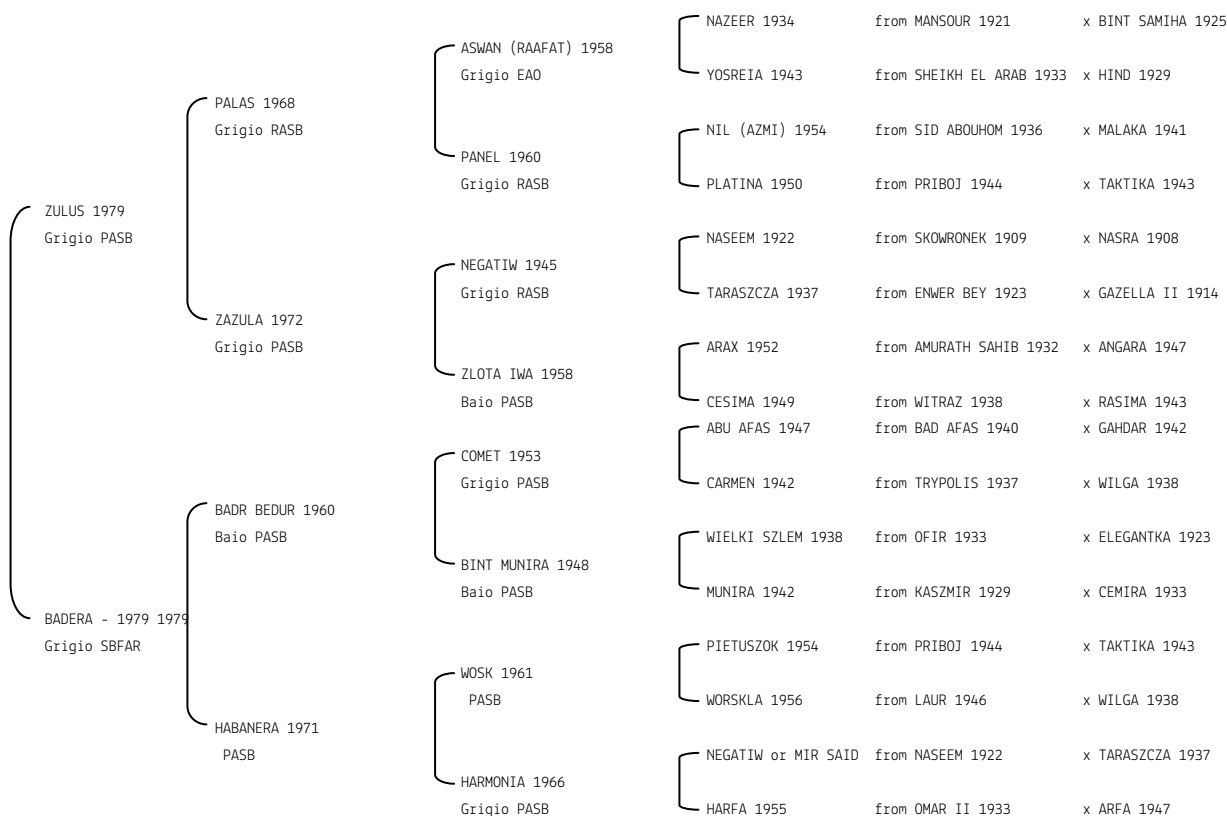 NAZEER 1934 from MANSOUR 1921 x BINT SAMIHA 1925
ASWAN (RAAFAT) 1958
Grigio EAO YOSREIA 1943 from SHEIKH EL ARAB 1933 x HIND 1929
PALAS 1968
Grigio RASB NIL (AZMI) 1954 from SID ABOUHOM 1936 x MALAKA 1941
PANEL 1960
Grigio RASB PLATINA 1950 from PRIBOJ 1944 x TAKTIKA 1943
ZULUS 1979
Grigio PASB NASEEM 1922 from SKOWRONEK 1909 x NASRA 1908
NEGATIW 1945
Grigio RASB TARASZCZA 1937 from ENWER BEY 1923 x GAZELLA II 1914
ZAZULA 1972
Grigio PASB ARAX 1952 from AMURATH SAHIB 1932 x ANGARA 1947
ZLOTA IWA 1958
Baio PASB CESIMA 1949 from WITRAZ 1938 x RASIMA 1943
ABU AFAS 1947 from BAD AFAS 1940 x GAHDAR 1942
COMET 1953
Grigio PASB CARMEN 1942 from TRYPOLIS 1937 x WILGA 1938
BADR BEDUR 1960
Baio PASB WIELKI SZLEM 1938 from OFIR 1933 x ELEGANTKA 1923
BINT MUNIRA 1948
Baio PASB MUNIRA 1942 from KASZMIR 1929 x CEMIRA 1933
BADERA - 1979 1979
Grigio SBFAR PIETUSZOK 1954 from PRIBOJ 1944 x TAKTIKA 1943
WOSK 1961
PASB WORSKLA 1956 from LAUR 1946 x WILGA 1938
HABANERA 1971
PASB NEGATIW or MIR SAID from NASEEM 1922 x TARASZCZA 1937
HARMONIA 1966
Grigio PASB HARFA 1955 from OMAR II 1933 x ARFA 1947